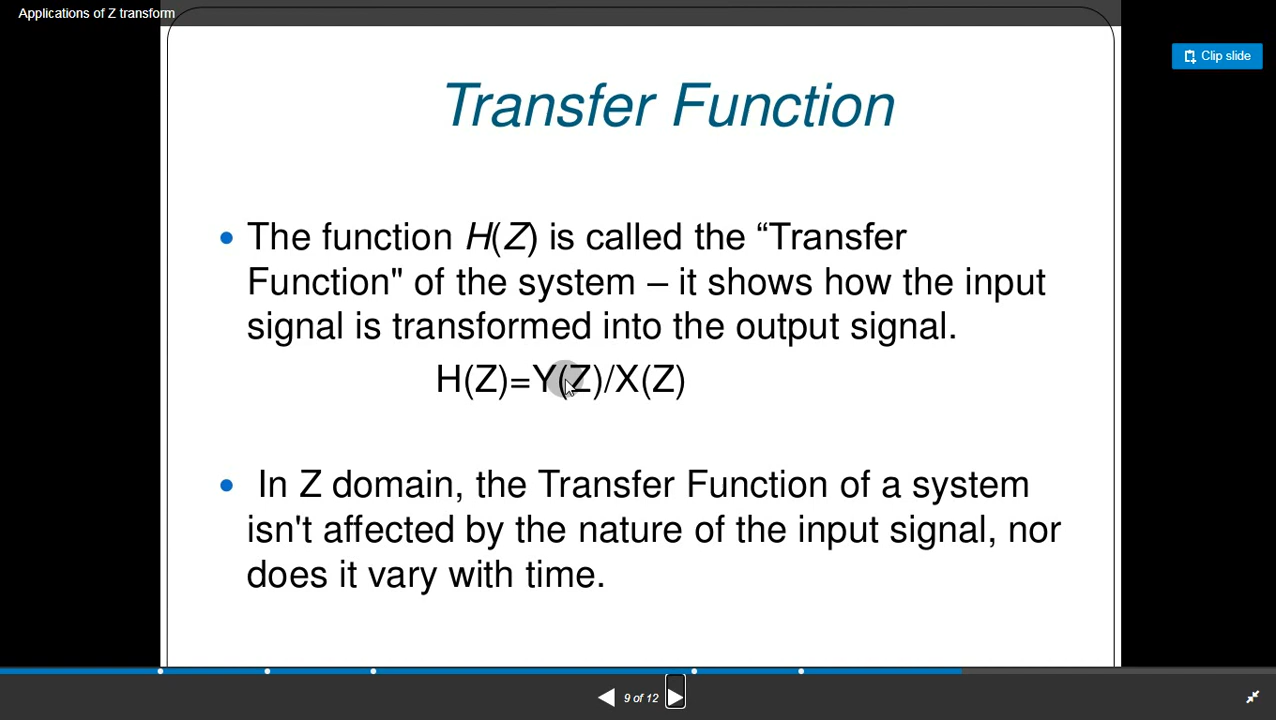 Applications of Z transform
Clip slide
Transfer Function
• The function H(Z) is called the “Transfer
Function" of the system – it shows how the input
signal is transformed into the output signal.
H(Z)=Y(Z)/X(Z)
• In Z domain, the Transfer Function of a system
isn't affected by the nature of the input signal, nor
does it vary with time.
9 of 12